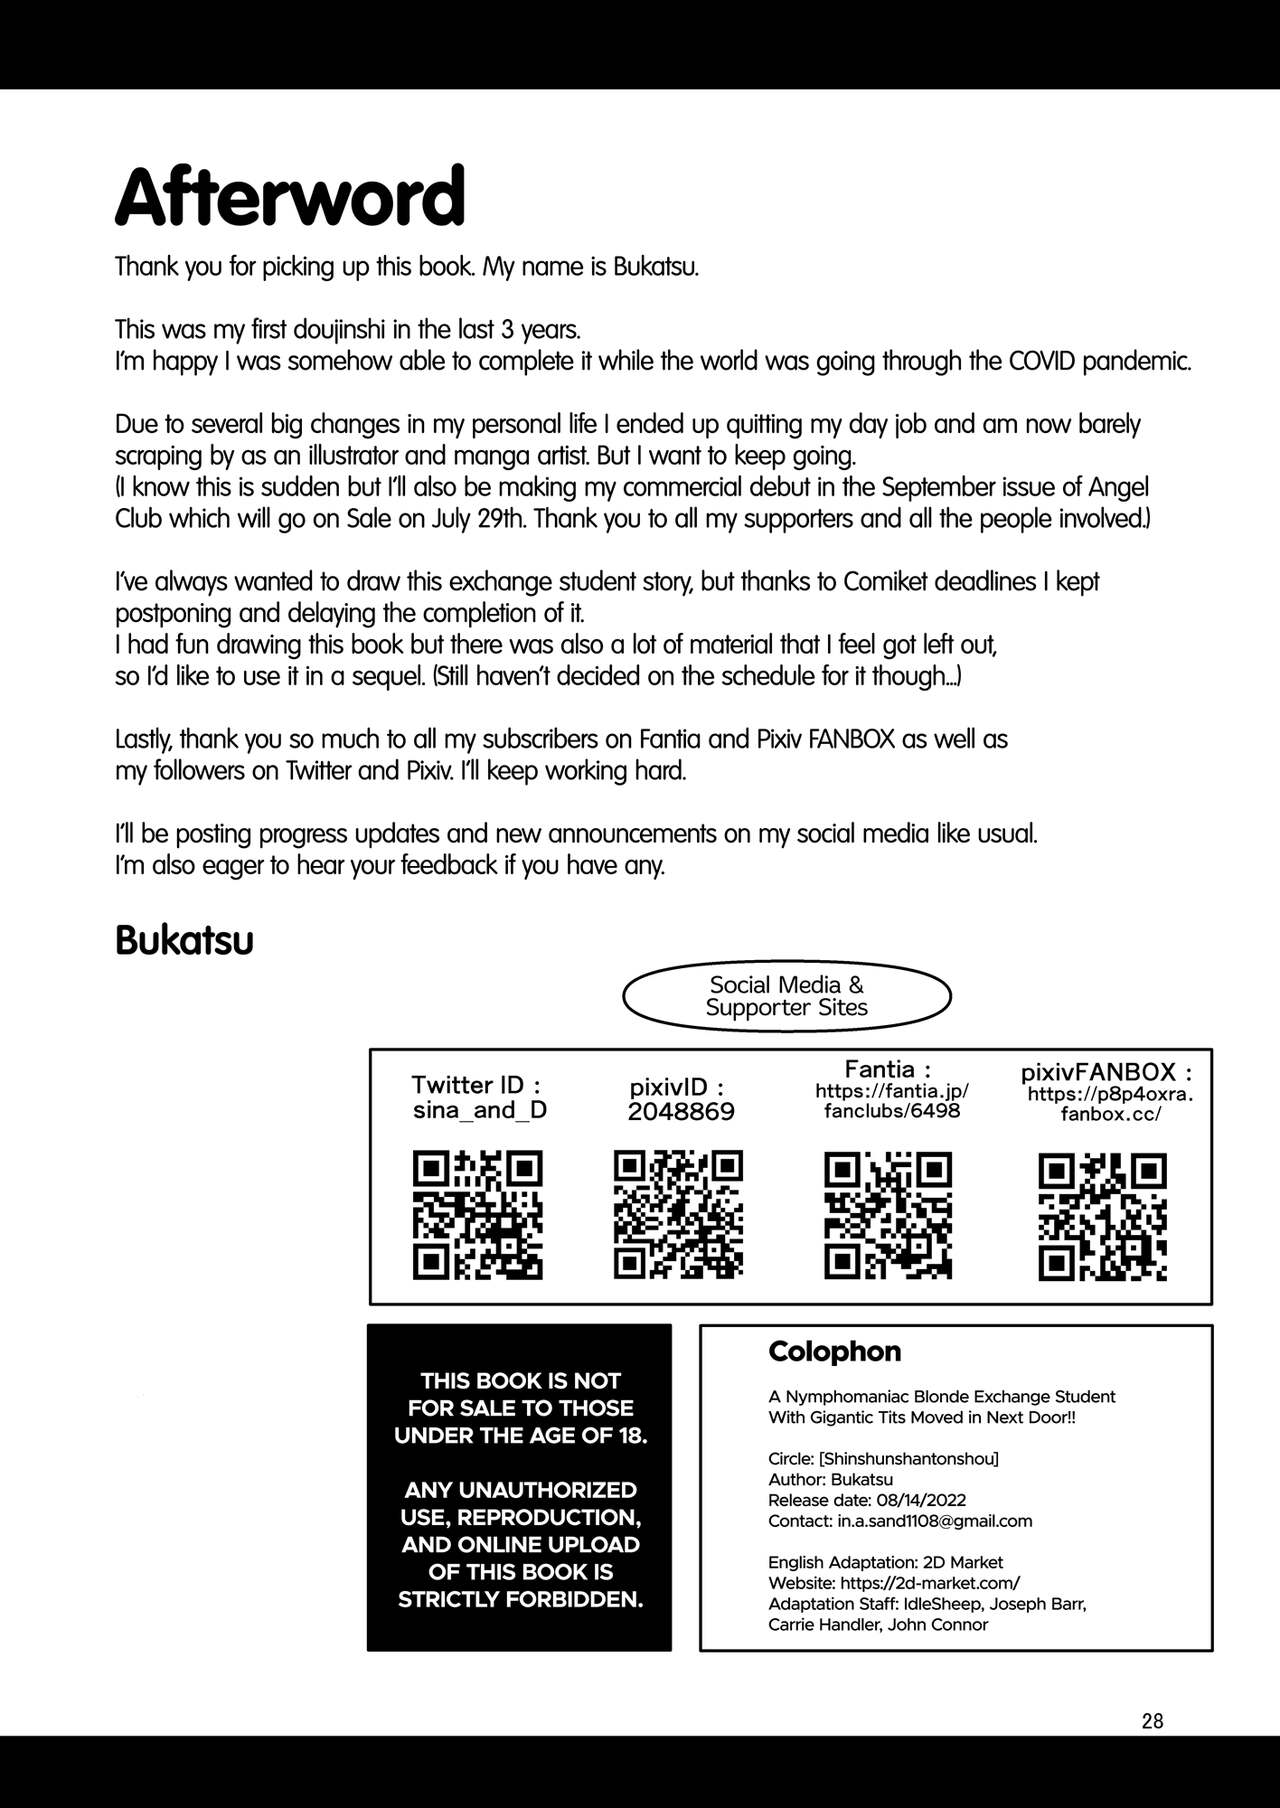 Afterword
Thank you for picking up this book. My name is Bukatsu.
This was my first doujinshi in the last 3 years.
I'm happy I was somehow able to complete it while the world was going through the COVID pandemic.
Due to several big changes in my personal life I ended up quitting my day job and am now barely
scraping by as an illustrator and manga artist. But I want to keep going.
(I know this is sudden but I'll also be making my commercial debut in the September issue of Angel
Club which will go on Sale on July 29th. Thank you to all my supporters and all the people involved.)
I've always wanted to draw this exchange student story, but thanks to Comiket deadlines I kept
postponing and delaying the completion of it.
I had fun drawing this book but there was also a lot of material that I feel got left out,
so I'd like to use it in a sequel. (Still haven't decided on the schedule for it though...)
Lastly, thank you so much to all my subscribers on Fantia and Pixiv FANBOX as well as
my followers on Twitter and Pixiv. I'll keep working hard.
I'll be posting progress updates and new announcements on my social media like usual.
I'm also eager to hear your feedback if you have any.
Bukatsu
Social Media &
Supporter Sites
Twitter ID :
sina_and_D
pixivID :
2048869
Fantia :
https://fantia.jp/
fanclubs/6498
pixivFANBOX :
https://p8p4oxra.
fanbox.cc/
THIS BOOK IS NOT
FOR SALE TO THOSE
UNDER THE AGE OF 18.
ANY UNAUTHORIZED
USE, REPRODUCTION,
AND ONLINE UPLOAD
OF THIS BOOK IS
STRICTLY FORBIDDEN.
Colophon
A Nymphomaniac Blonde Exchange Student
With Gigantic Tits Moved in Next Door!!
Circle: [Shinshunshantonshou]
Author: Bukatsu
Release date: 08/14/2022
Contact: in.a.sand1108@gmail.com
English Adaptation: 2D Market
Website: https://2d-market.com/
Adaptation Staff: IdleSheep, Joseph Barr,
Carrie Handler, John Connor
28